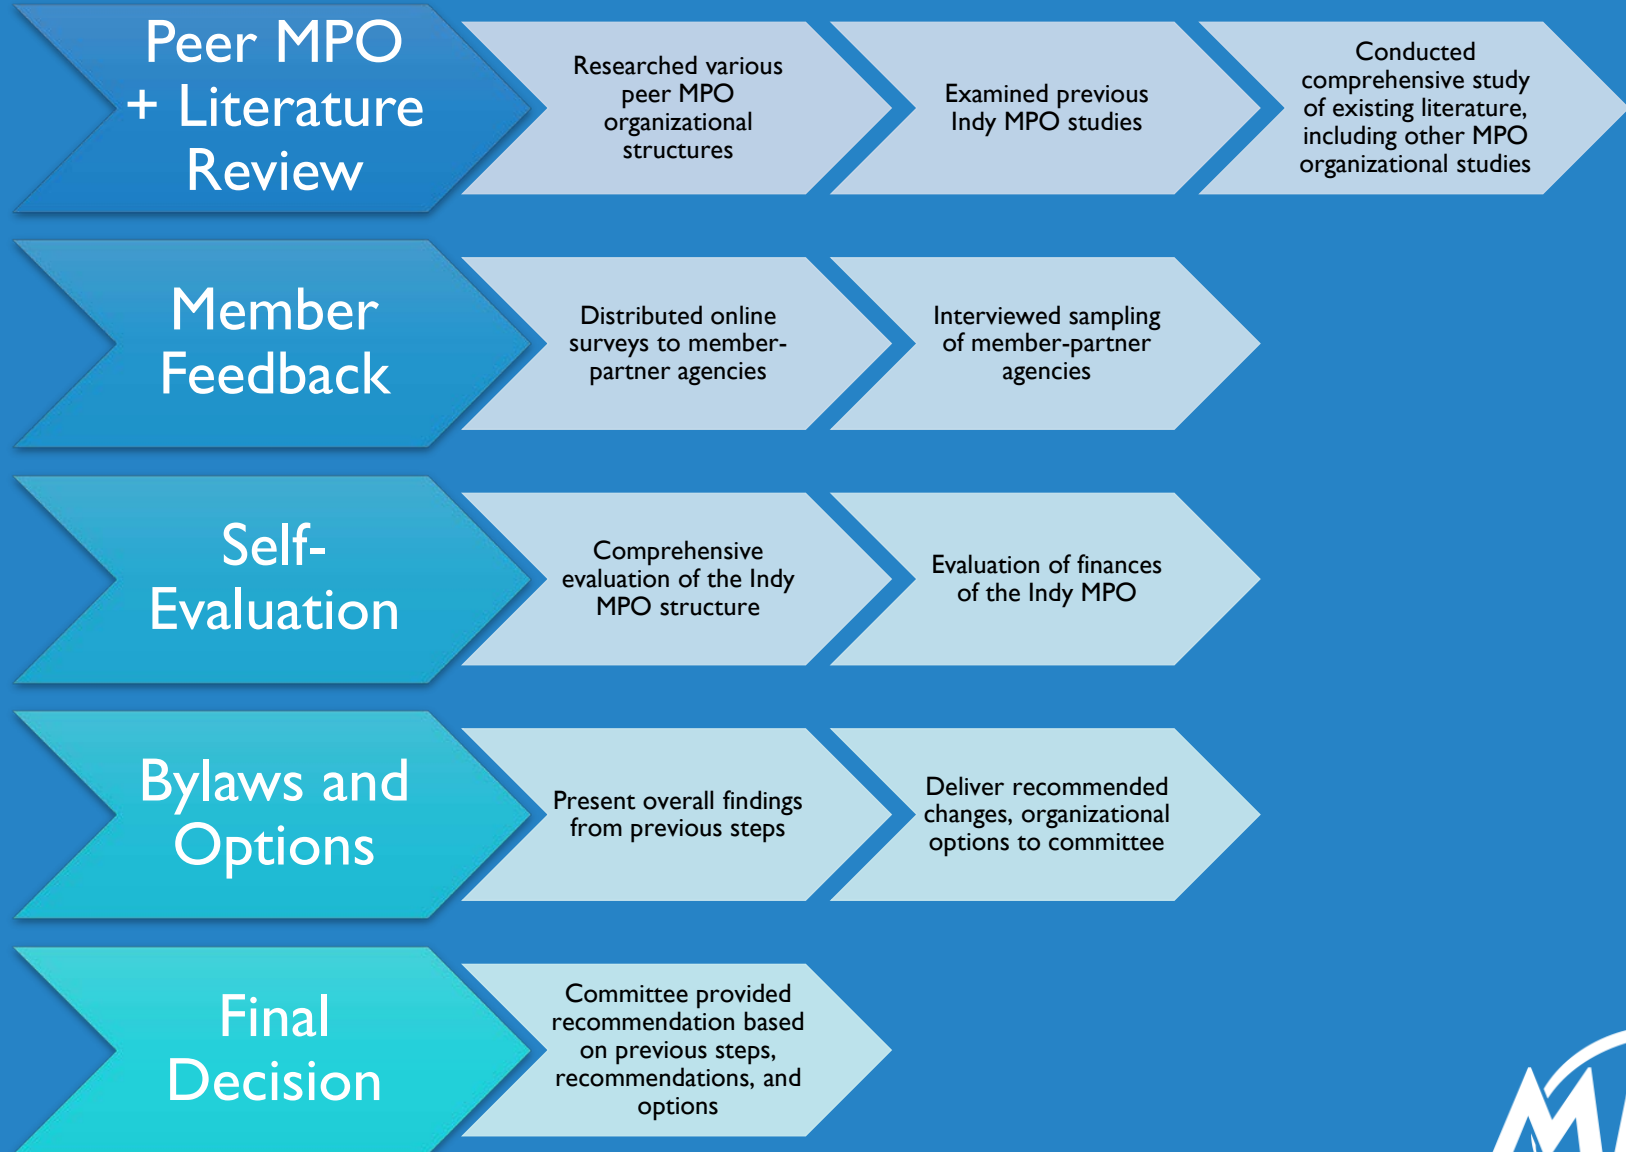 Peer MPO
+ Literature
Review
Researched various
peer MPO
organizational
structures
Examined previous
Indy MPO studies
Conducted
comprehensive study
of existing literature,
including other MPO
organizational studies
Member
Feedback
Distributed online
surveys to member-
partner agencies
Interviewed sampling
of member-partner
agencies
Self-
Evaluation
Comprehensive
evaluation of the Indy
MPO structure
Evaluation of finances
of the Indy MPO
Bylaws and
Options
Present overall findings
from previous steps
Deliver recommended
changes, organizational
options to committee
Final
Decision
Committee provided
recommendation based
on previous steps,
recommendations, and
options